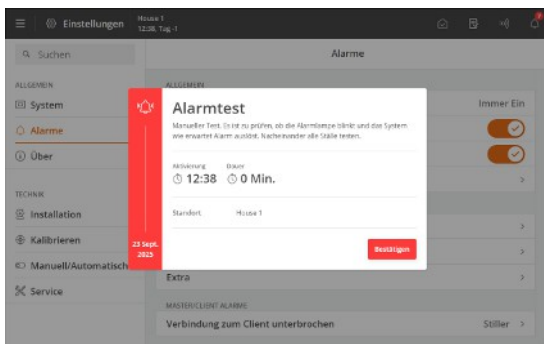 Einstellungen
House 1
12:38, Tag -1
Suchen
Alarme
ALLGEMEIN
System
Alarme
Über
TECHNIK
Installation
Kalibrieren
Manuell/Automatisch
Service
ALLGEMEIN
Immer Ein
Alarmtest
Manueller Test. Es ist zu prüfen, ob die Alarmlampe blinkt und das System
wie erwartet Alarm auslöst. Nacheinander alle Ställe testen.
Aktivierung Dauer
12:38 0 Min.
Standort House 1
23 Sept.
2025
Bestätigen
Extra
MASTER/CLIENT ALARME
Verbindung zum Client unterbrochen Stiller